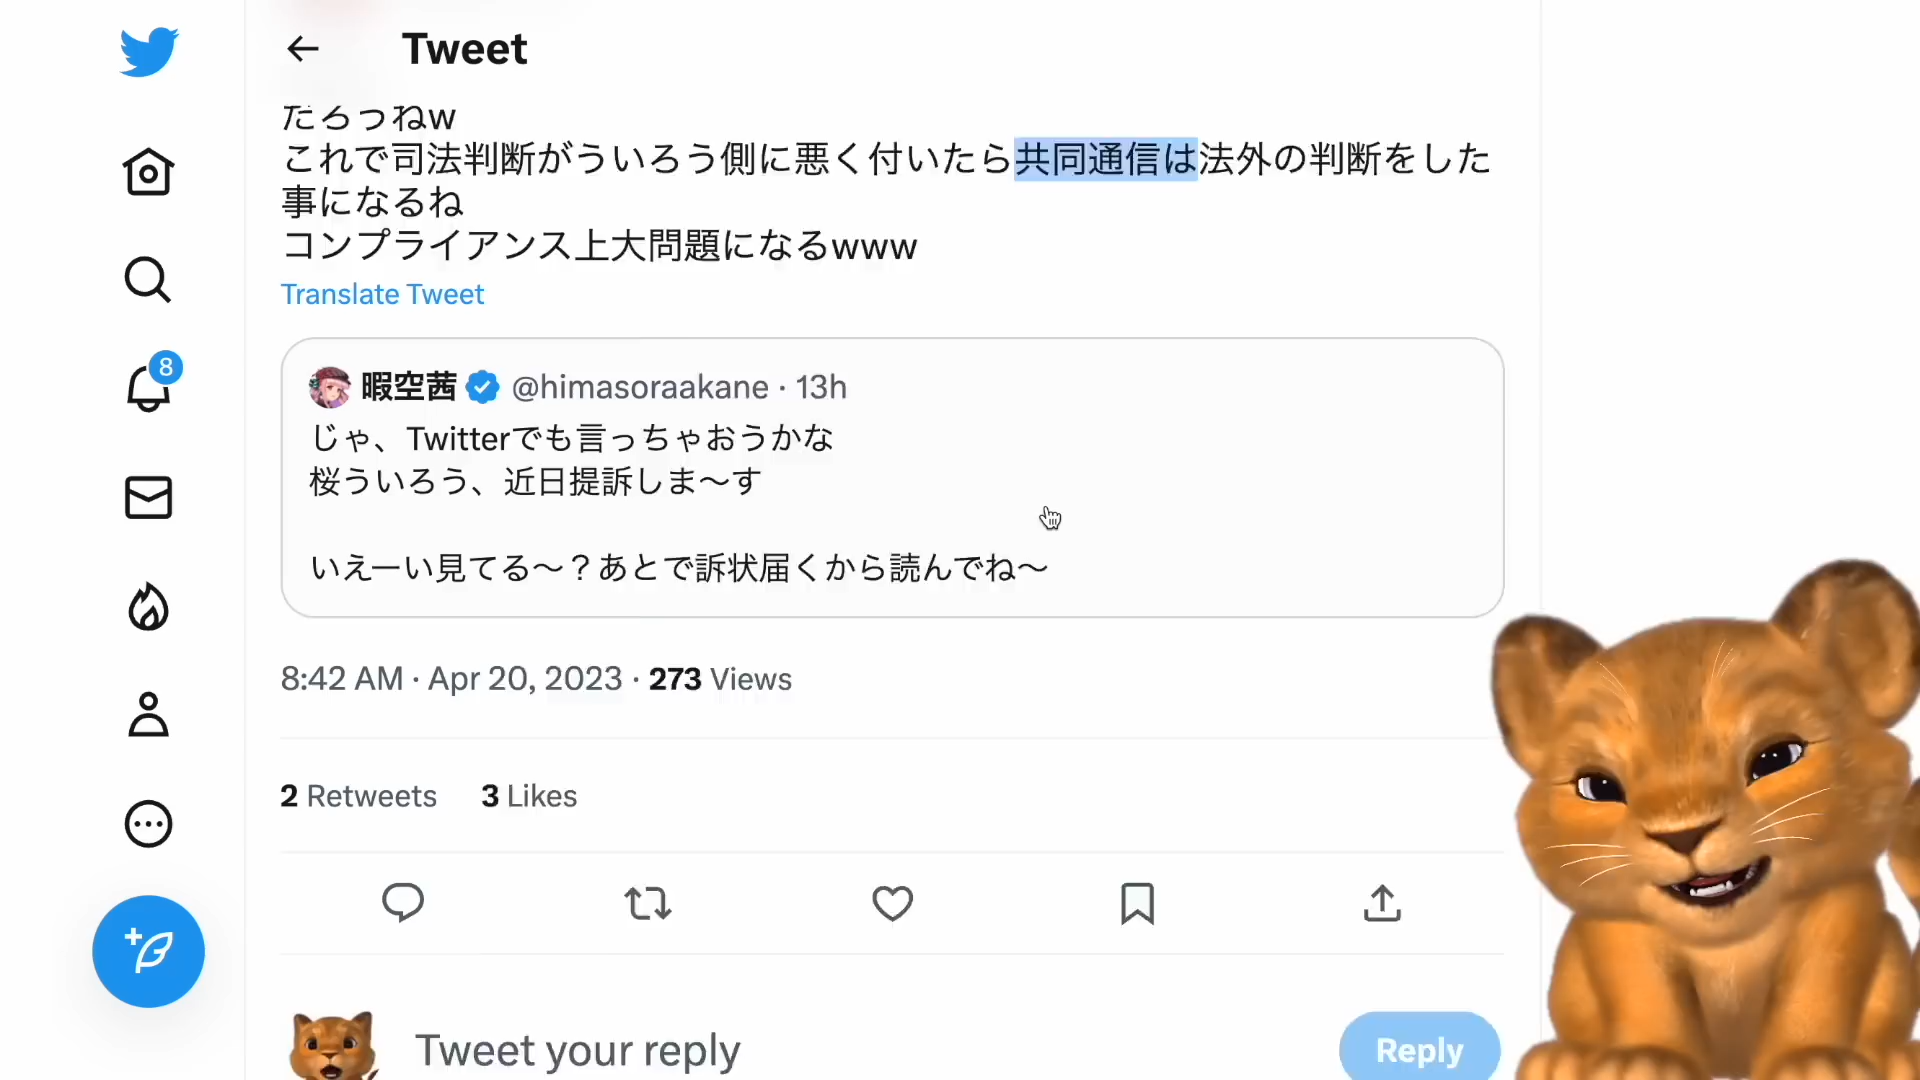 Tweet
だろうねw
これで司法判断がういろう側に悪く付いたら共同通信は法外の判断をした
事になるね
コンプライアンス上大問題になるwww
Translate Tweet
8
暇空茜 @himasoraakane · 13h
じゃ、Twitterでも言っちゃおうかな
桜ういろう、近日提訴しま〜す
いえーい見てる〜？あとで訴状届くから読んでね〜
8:42 AM · Apr 20, 2023 · 273 Views
2 Retweets 3 Likes
Tweet your reply
Reply